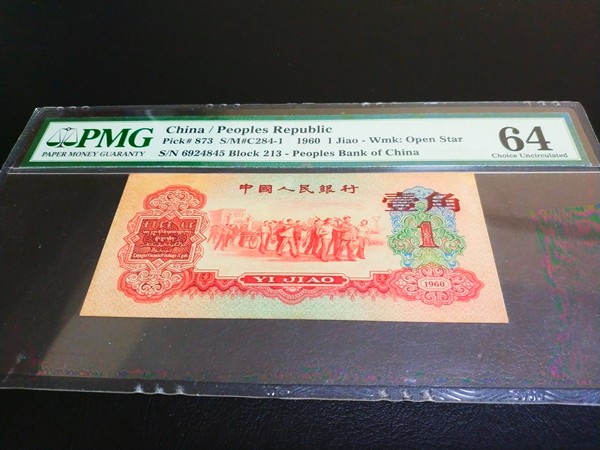 PMG
PAPER MONEY GUARANTY
China / Peoples Republic
Pick# 873 S/M#C284-1 1960 1 Jiao - Wmk: Open Star
S/N 6924845 Block 213 - Peoples Bank of China
64
Choice Uncirculated
中國人民銀行
壹角
1
YI JIAO
1960